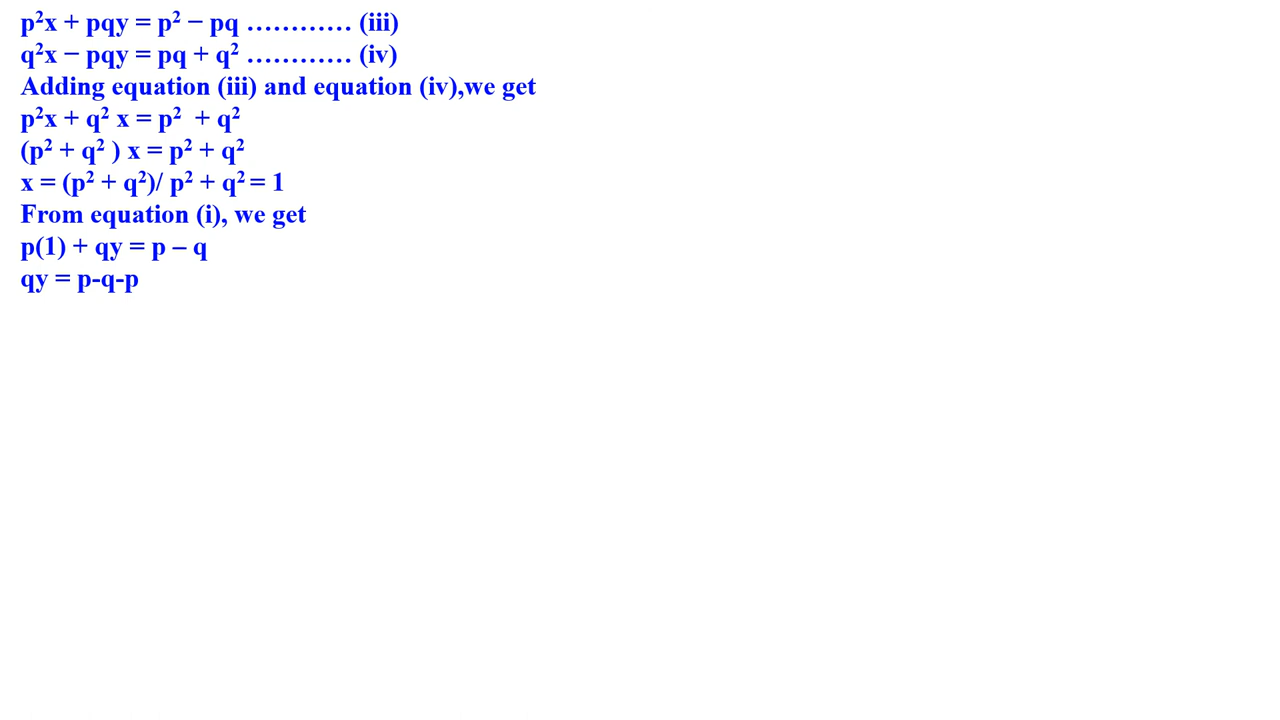 p²x + pqy = p² − pq ………… (iii)
q²x − pqy = pq + q² ………… (iv)
Adding equation (iii) and equation (iv),we get
p²x + q² x = p²  + q²
(p² + q² ) x = p² + q²
x = (p² + q²)/ p² + q² = 1
From equation (i), we get
p(1) + qy = p – q
qy = p-q-p